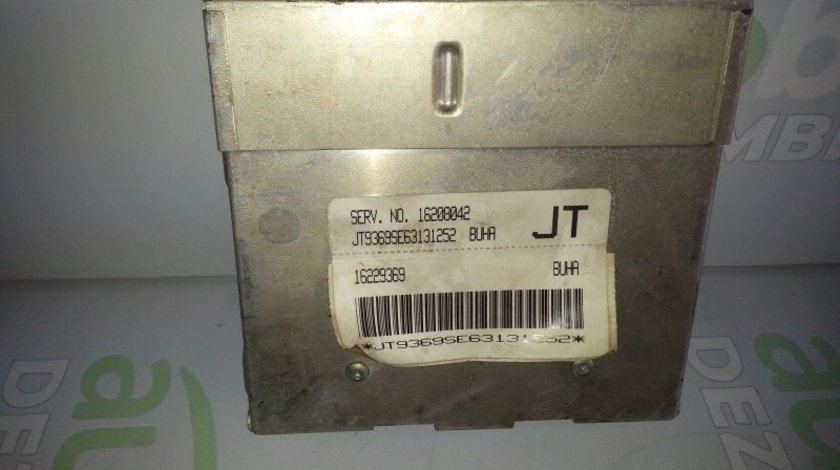 SERV. NO. 16208042
JT9369SE63131252 BUHA
JT
16229369 BUHA
*JT9369SE63131252*